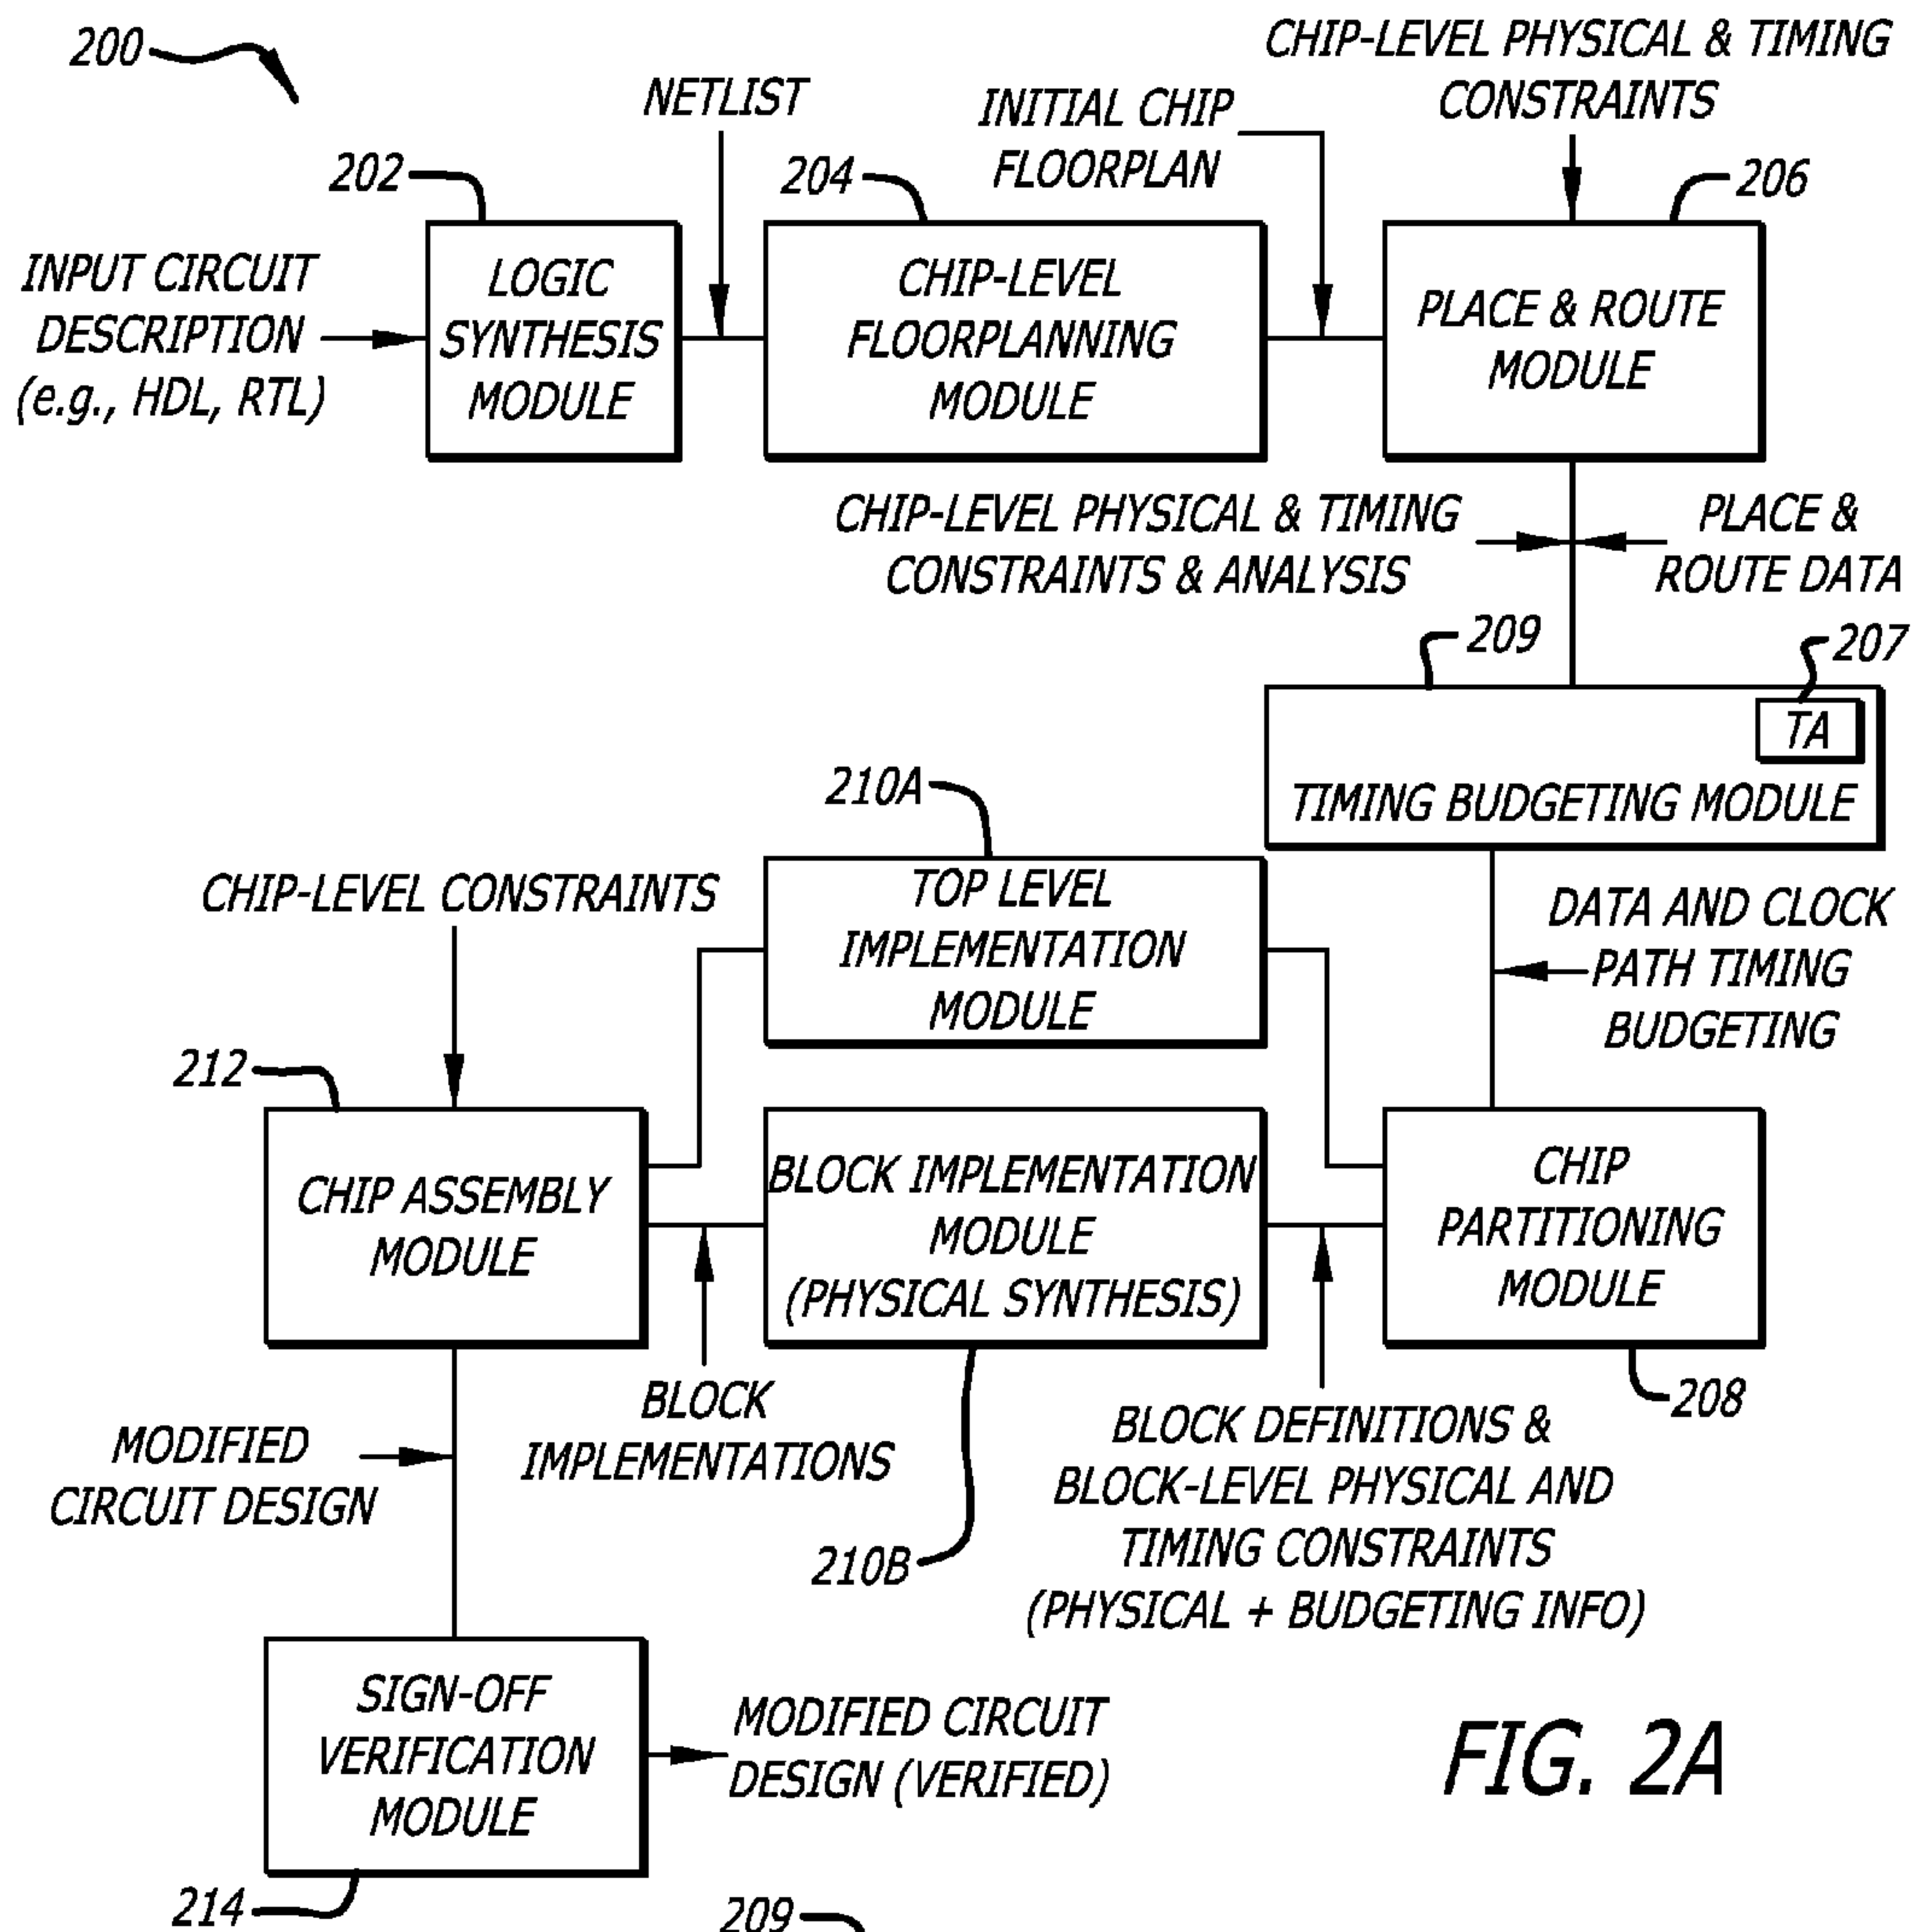 200
CHIP-LEVEL PHYSICAL & TIMING
CONSTRAINTS
NETLIST
INITIAL CHIP
FLOORPLAN
202
204
206
INPUT CIRCUIT
DESCRIPTION
(e.g., HDL, RTL)
LOGIC
SYNTHESIS
MODULE
CHIP-LEVEL
FLOORPLANNING
MODULE
PLACE & ROUTE
MODULE
CHIP-LEVEL PHYSICAL & TIMING
CONSTRAINTS & ANALYSIS
PLACE &
ROUTE DATA
209
207
TA
TIMING BUDGETING MODULE
210A
CHIP-LEVEL CONSTRAINTS
TOP LEVEL
IMPLEMENTATION
MODULE
DATA AND CLOCK
PATH TIMING
BUDGETING
212
CHIP ASSEMBLY
MODULE
BLOCK IMPLEMENTATION
MODULE
(PHYSICAL SYNTHESIS)
CHIP
PARTITIONING
MODULE
208
BLOCK
IMPLEMENTATIONS
MODIFIED
CIRCUIT DESIGN
210B
BLOCK DEFINITIONS &
BLOCK-LEVEL PHYSICAL AND
TIMING CONSTRAINTS
(PHYSICAL + BUDGETING INFO)
SIGN-OFF
VERIFICATION
MODULE
MODIFIED CIRCUIT
DESIGN (VERIFIED)
FIG. 2A
214
209